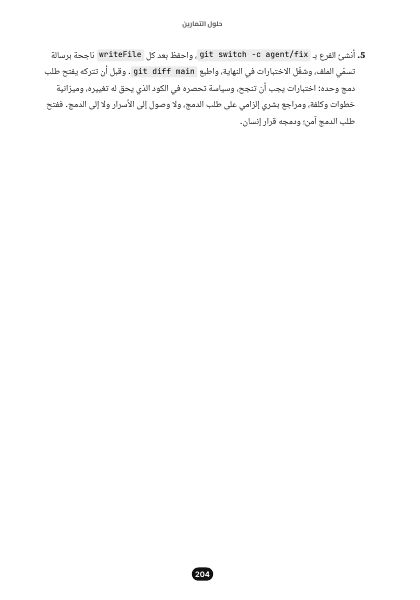 حلول التمارين
5. أنشئ الفرع بـ git switch -c agent/fix ، واحفظ بعد كل writeFile ناجحة برسالة
تسمّي الملف، وشغّل الاختبارات في النهاية، واطبع git diff main . وقبل أن تتركه يفتح طلب
دمج وحده: اختبارات يجب أن تنجح، وسياسة تحصره في الكود الذي يحق له تغييره، وميزانية
خطوات وكلفة، ومراجع بشري إلزامي على طلب الدمج، ولا وصول إلى الأسرار ولا إلى الدمج. ففتح
طلب الدمج آمن؛ ودمجه قرار إنسان.
204